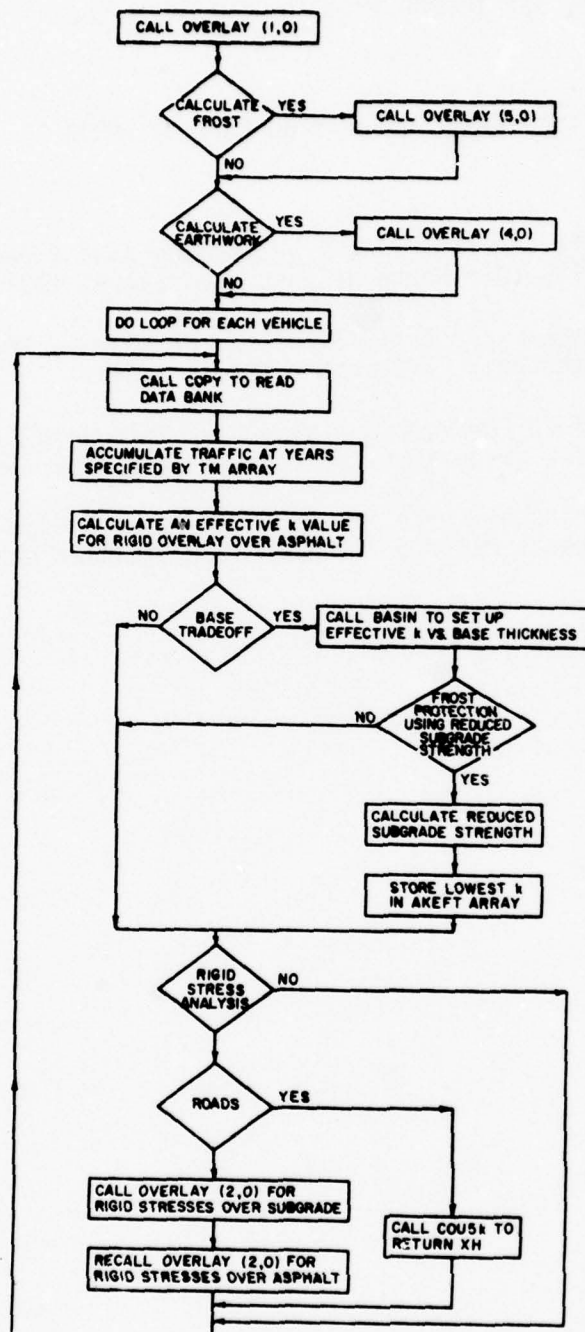 CALL OVERLAY (1,0)
CALCULATE
FROST
YES
CALL OVERLAY (5,0)
NO
CALCULATE
EARTHWORK
YES
CALL OVERLAY (4,0)
NO
DO LOOP FOR EACH VEHICLE
CALL COPY TO READ
DATA BANK
ACCUMULATE TRAFFIC AT YEARS
SPECIFIED BY TM ARRAY
CALCULATE AN EFFECTIVE k VALUE
FOR RIGID OVERLAY OVER ASPHALT
NO
BASE
TRADEOFF
YES
CALL BASIN TO SET UP
EFFECTIVE k VS. BASE THICKNESS
NO
FROST
PROTECTION
USING REDUCED
SUBGRADE
STRENGTH
YES
CALCULATE REDUCED
SUBGRADE STRENGTH
STORE LOWEST k
IN AKEFT ARRAY
RIGID
STRESS
ANALYSIS
NO
ROADS
YES
CALL OVERLAY (2,0) FOR
RIGID STRESSES OVER SUBGRADE
CALL COU5k TO
RETURN XH
RECALL OVERLAY (2,0) FOR
RIGID STRESSES OVER ASPHALT